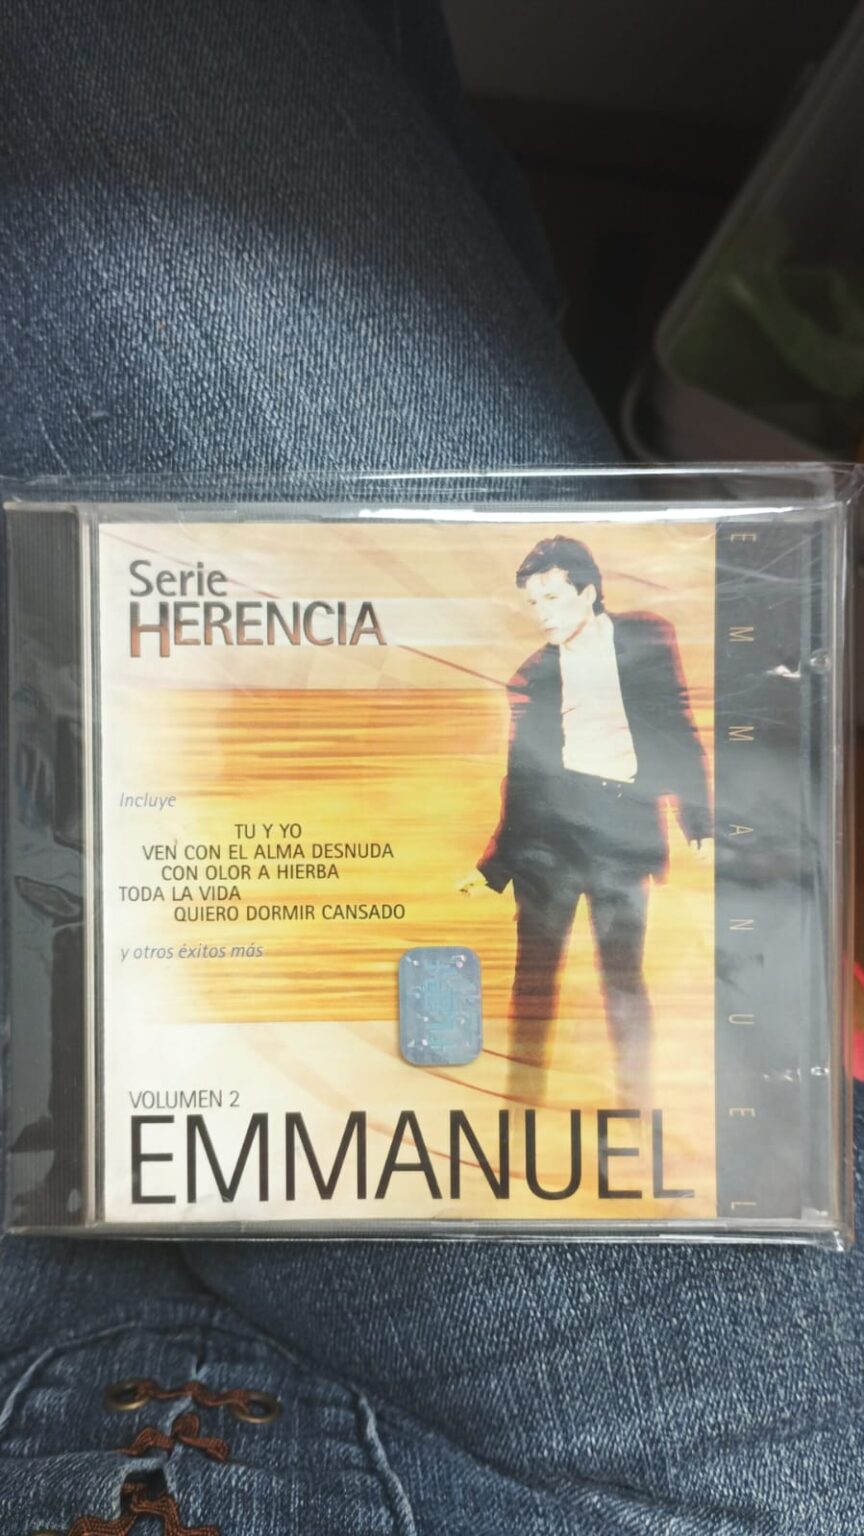 Serie
HERENCIA
Incluye
TU Y YO
VEN CON EL ALMA DESNUDA
CON OLOR A HIERBA
TODA LA VIDA
QUIERO DORMIR CANSADO
y otros éxitos más
VOLUMEN 2
EMMANUEL
EMMANUEL